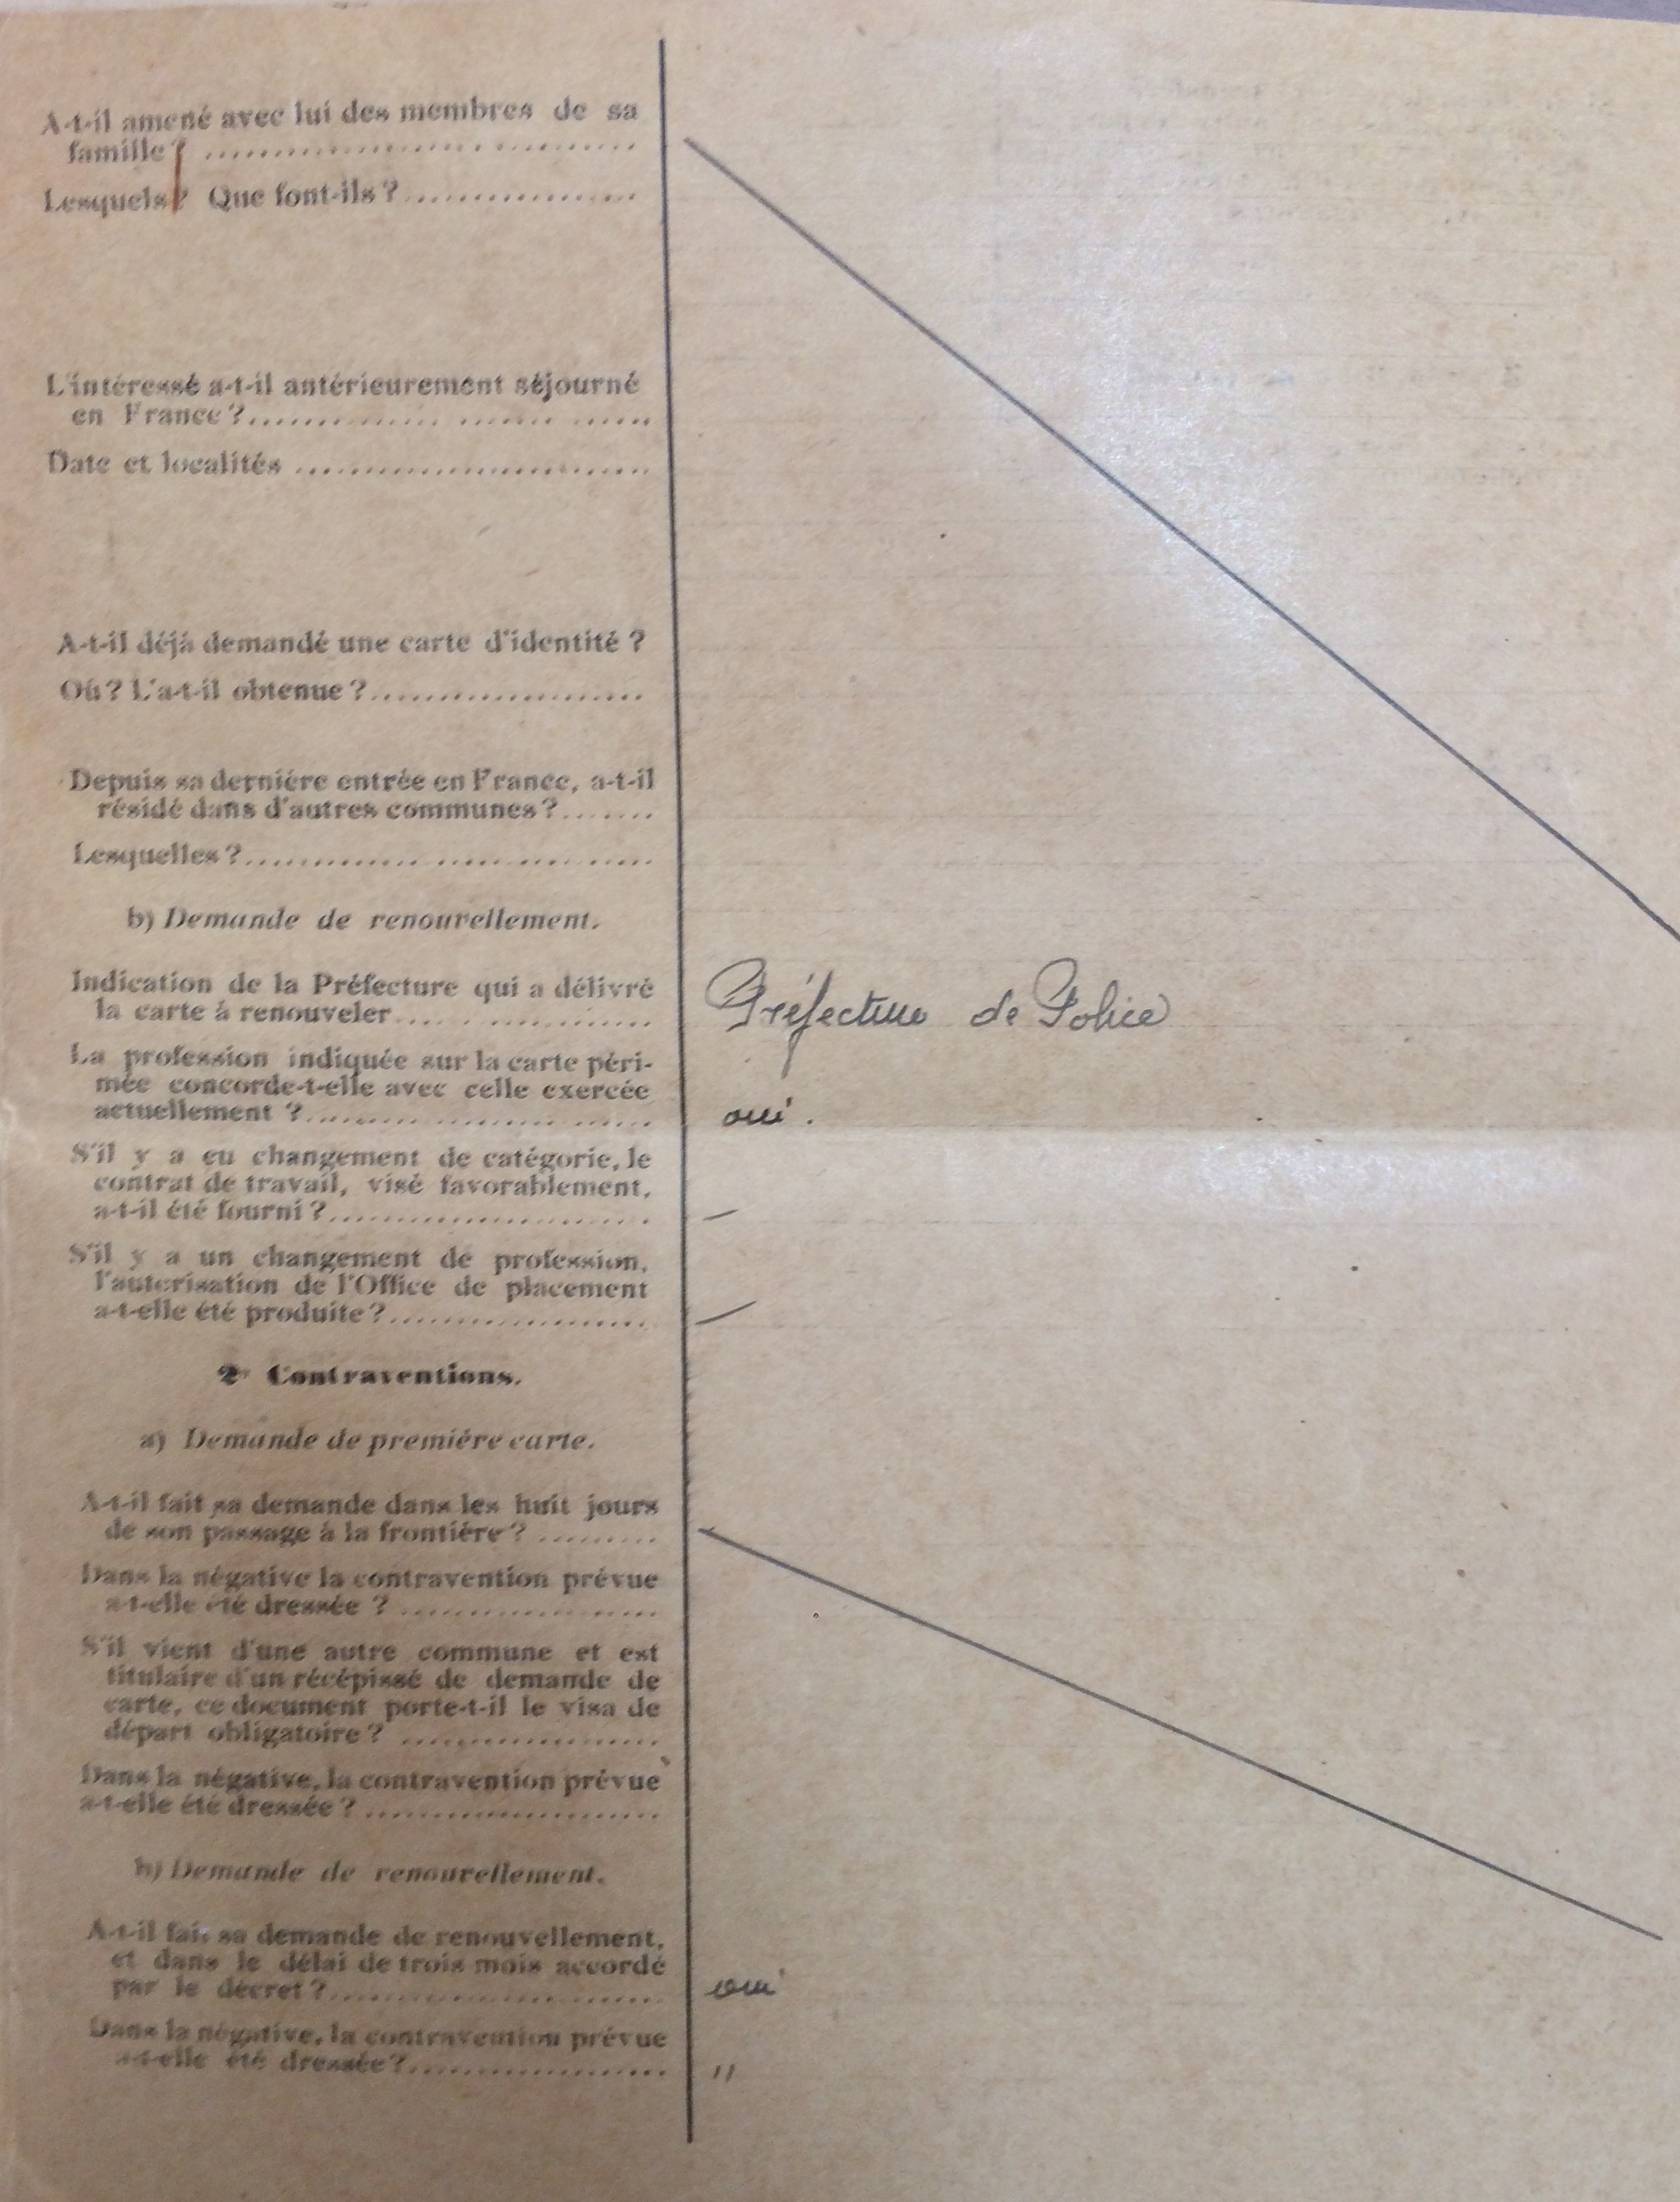 A-t-il amené avec lui des membres de sa
famille ? ..............................
Lesquels ? Que font-ils ? .................
L'intéressé a-t-il antérieurement séjourné
en France ? .............................
Date et localités .........................
A-t-il déjà demandé une carte d'identité ?
Où ? L'a-t-il obtenue ? ....................
Depuis sa dernière entrée en France, a-t-il
résidé dans d'autres communes ? .......
Lesquelles ? .............................
b) Demande de renouvellement.
Indication de la Préfecture qui a délivré
la carte à renouveler ................. Préfecture de Police
La profession indiquée sur la carte péri-
mée concorde-t-elle avec celle exercée
actuellement ? ........................ oui.
S'il y a eu changement de catégorie, le
contrat de travail, visé favorablement,
a-t-il été fourni ? ....................... —
S'il y a un changement de profession,
l'autorisation de l'Office de placement
a-t-elle été produite ? ................... —
2° Contraventions.
a) Demande de première carte.
A-t-il fait sa demande dans les huit jours
de son passage à la frontière ? .........
Dans la négative la contravention prévue
a-t-elle été dressée ? ...................
S'il vient d'une autre commune et est
titulaire d'un récépissé de demande de
carte, ce document porte-t-il le visa de
départ obligatoire ? ...................
Dans la négative, la contravention prévue
a-t-elle été dressée ? ......................
b) Demande de renouvellement.
A-t-il fait sa demande de renouvellement,
et dans le délai de trois mois accordé
par le décret ? ........................ oui
Dans la négative, la contravention prévue
a-t-elle été dressée ? ................... "